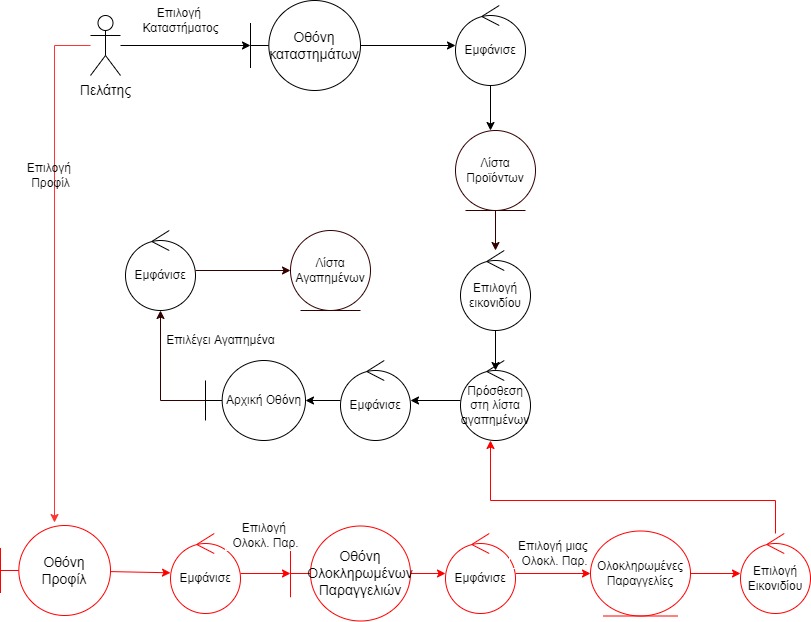 Επιλογή
Καταστήματος
Οθόνη
καταστημάτων
Εμφάνισε
Πελάτης
Επιλογή
Προφίλ
Λίστα
Προϊόντων
Εμφάνισε
Λίστα
Αγαπημένων
Επιλογή
εικονιδίου
Επιλέγει Αγαπημένα
Αρχική Οθόνη
Εμφάνισε
Πρόσθεση
στη λίστα
αγαπημένων
Οθόνη
Προφίλ
Εμφάνισε
Επιλογή
Ολοκλ. Παρ.
Οθόνη
Ολοκληρωμένων
Παραγγελιών
Εμφάνισε
Επιλογή μιας
Ολοκλ. Παρ.
Ολοκληρωμένες
Παραγγελίες
Επιλογή
Εικονιδίου